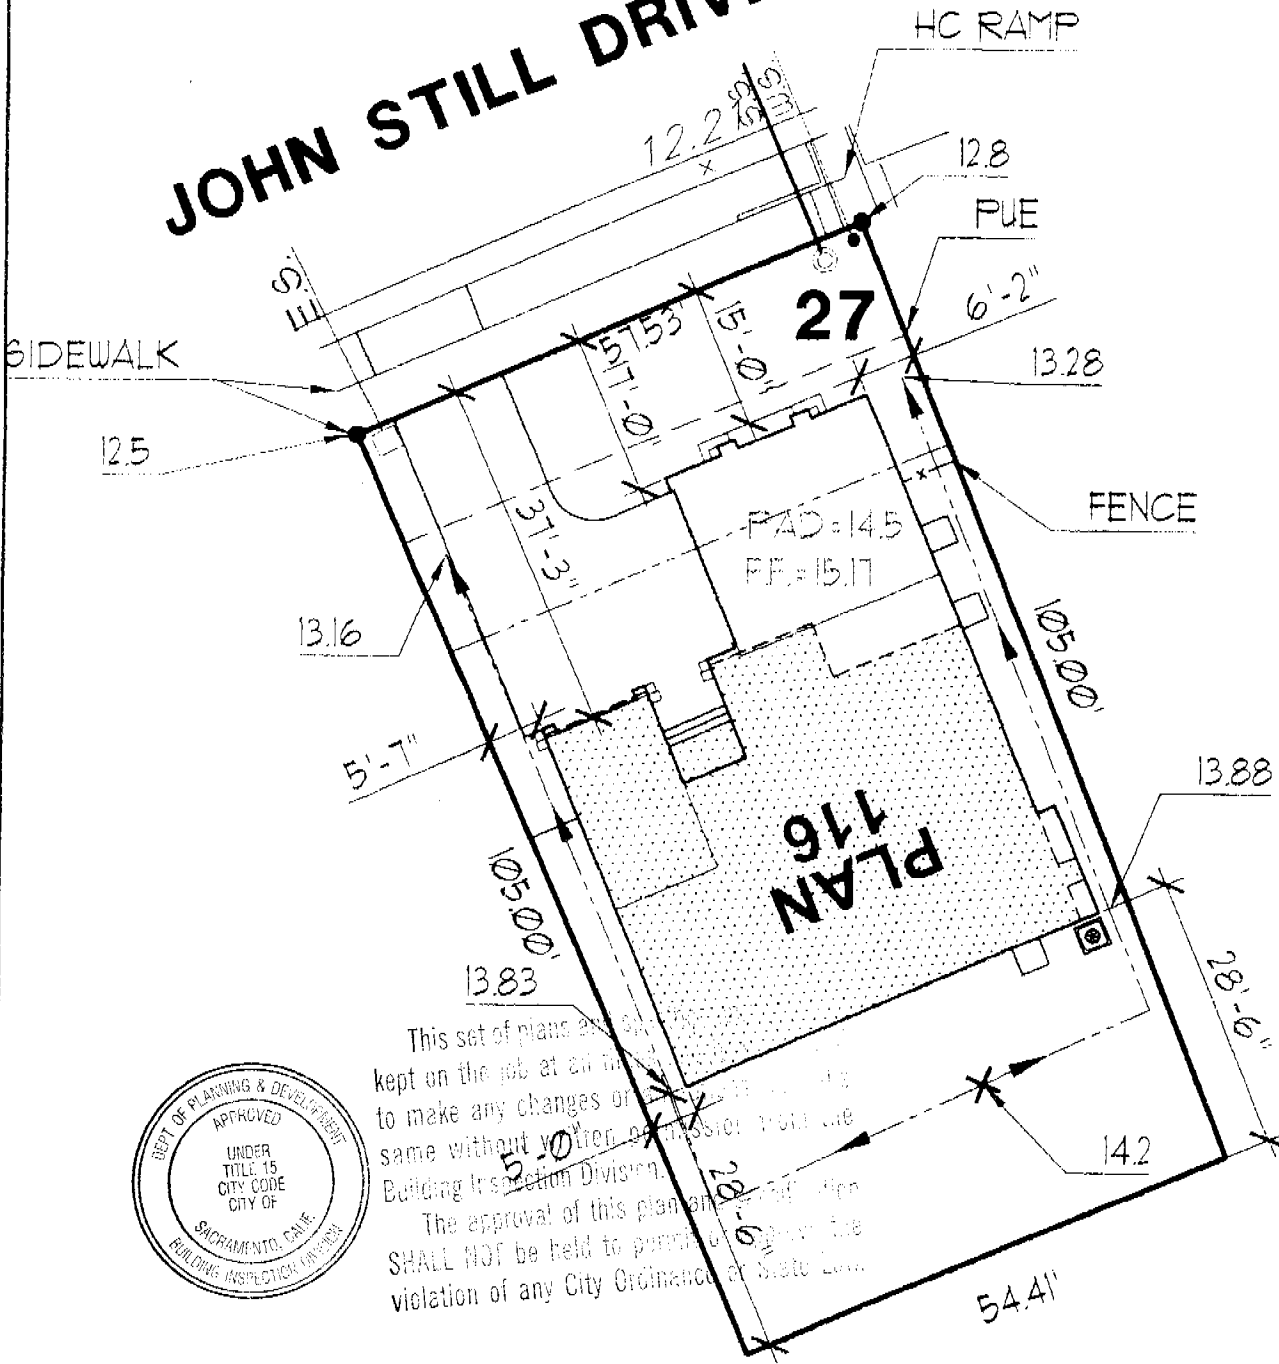 JOHN STILL
HC RAMP
12.2
12.8
PUE
S.E.
27
6'-2"
57.53'
15'-0"
SIDEWALK
13.28
17'-0"
12.5
37'-3"
FENCE
PAD=14.5
F.F.=15.17
13.16
105.00'
5'-7"
13.88
PLAN
116
105.00'
28'-6"
13.83
This set of plans
kept on the job at all
to make any changes or
same without written permission from the
5'-0"
Building Inspection Division.
14.2
The approval of this plan and
SHALL NOT be held to permit or the
28'-6"
violation of any City Ordinance or State Law.
54.41'
DEPT OF PLANNING & DEVELOPMENT
APPROVED
UNDER
TITLE 15
CITY CODE
CITY OF
SACRAMENTO, CALIF.
BUILDING INSPECTION DIVISION